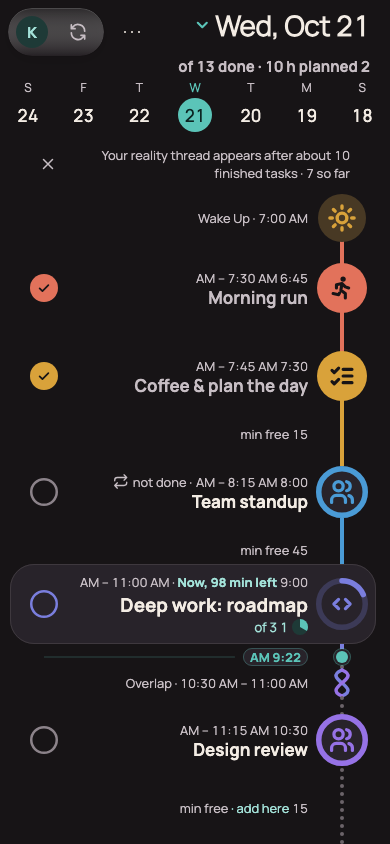 K
...
Wed, Oct 21
of 13 done · 10 h planned 2
S F T W T M S
24 23 22 21 20 19 18
Your reality thread appears after about 10
finished tasks · 7 so far
Wake Up · 7:00 AM
AM – 7:30 AM 6:45
Morning run
AM – 7:45 AM 7:30
Coffee & plan the day
min free 15
not done · AM – 8:15 AM 8:00
Team standup
min free 45
AM – 11:00 AM · Now, 98 min left 9:00
Deep work: roadmap
of 3 1
AM 9:22
Overlap · 10:30 AM – 11:00 AM
AM – 11:15 AM 10:30
Design review
min free · add here 15